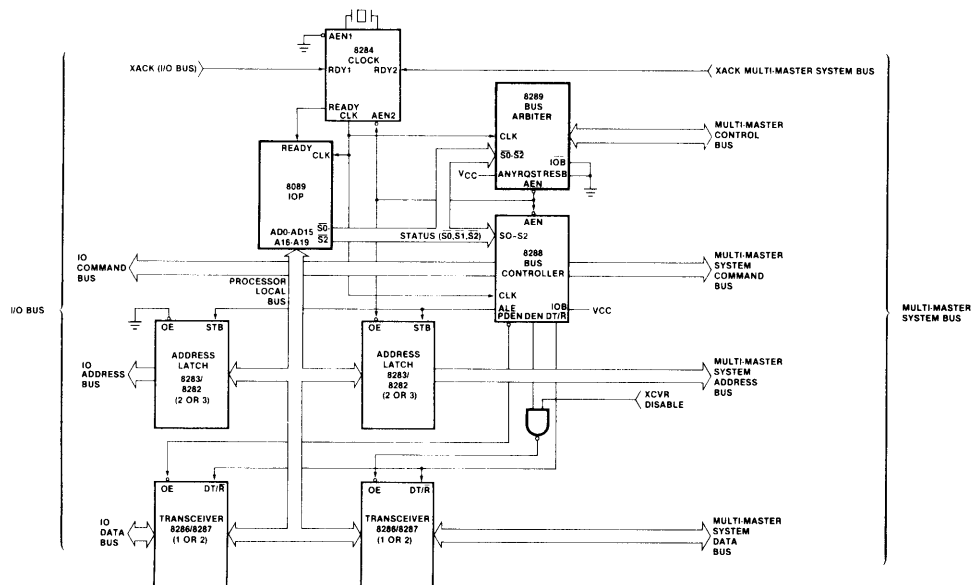 AEN1
8284
CLOCK
RDY1 RDY2
READY
CLK AEN2
XACK (I/O BUS)
XACK MULTI-MASTER SYSTEM BUS
8289
BUS
ARBITER
CLK
S0-S2
IOB
VCC
ANYRQST RESB
AEN
MULTI-MASTER
CONTROL
BUS
READY
CLK
8089
IOP
AD0-AD15
A16-A19
S0-
S2
STATUS (S0,S1,S2)
AEN
SO-S2
8288
BUS
CONTROLLER
CLK
ALE IOB
PDEN DEN DT/R
VCC
IO
COMMAND
BUS
PROCESSOR
LOCAL
BUS
MULTI-MASTER
SYSTEM
COMMAND
BUS
I/O BUS
MULTI-MASTER
SYSTEM BUS
OE STB
ADDRESS
LATCH
8283/
8282
(2 OR 3)
OE STB
ADDRESS
LATCH
8283/
8282
(2 OR 3)
IO
ADDRESS
BUS
MULTI-MASTER
SYSTEM
ADDRESS
BUS
XCVR
DISABLE
OE DT/R
TRANSCEIVER
8286/8287
(1 OR 2)
OE DT/R
TRANSCEIVER
8286/8287
(1 OR 2)
IO
DATA
BUS
MULTI-MASTER
SYSTEM
DATA
BUS